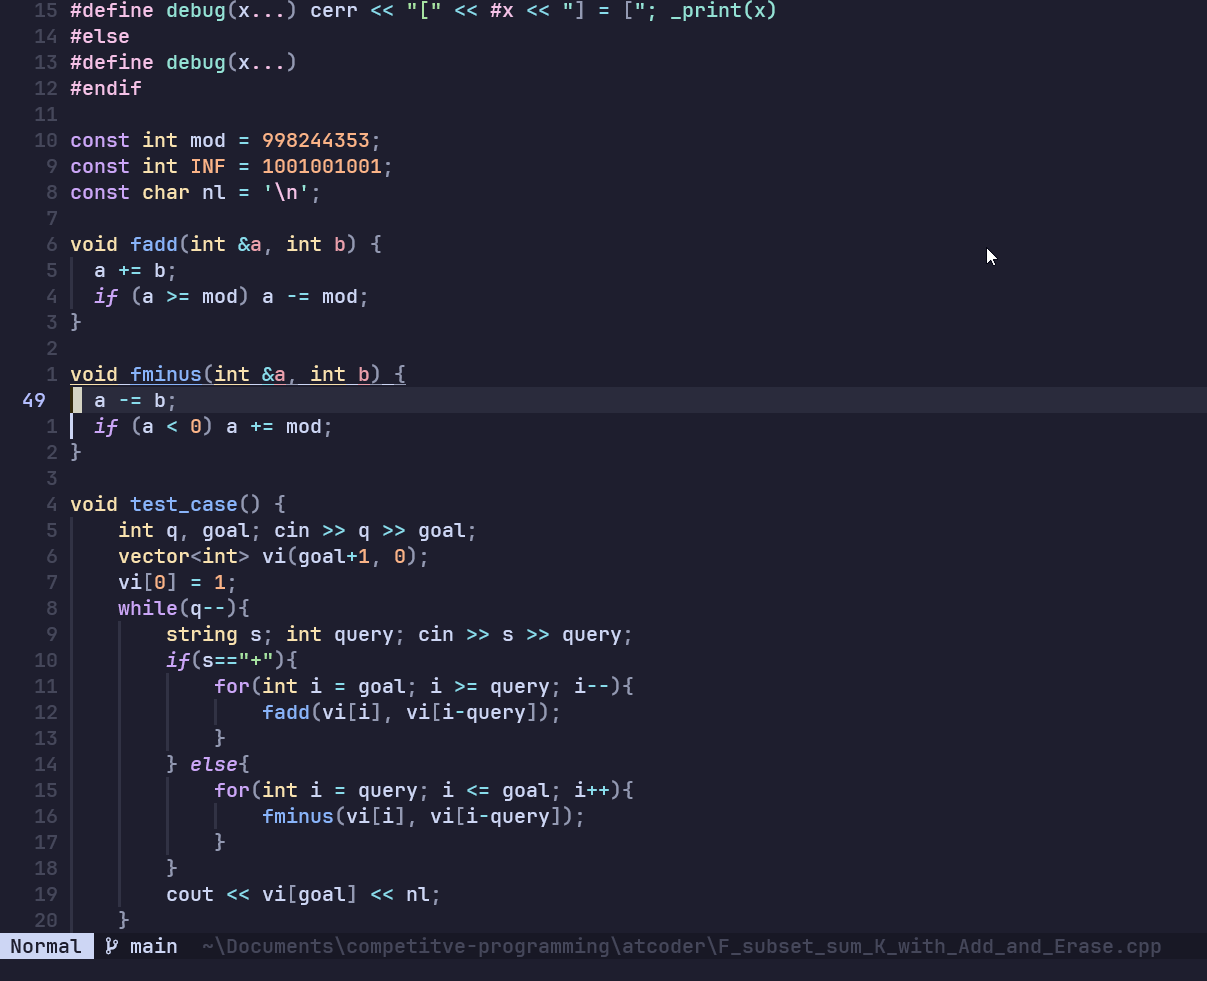 15 #define debug(x...) cerr << "[" << #x << "] = ["; _print(x)
14 #else
13 #define debug(x...)
12 #endif
11
10 const int mod = 998244353;
9 const int INF = 1001001001;
8 const char nl = '\n';
7
6 void fadd(int &a, int b) {
5 a += b;
4 if (a >= mod) a -= mod;
3 }
2
1 void fminus(int &a, int b) {
49 a -= b;
1 if (a < 0) a += mod;
2 }
3
4 void test_case() {
5 int q, goal; cin >> q >> goal;
6 vector<int> vi(goal+1, 0);
7 vi[0] = 1;
8 while(q--){
9 string s; int query; cin >> s >> query;
10 if(s=="+"){
11 for(int i = goal; i >= query; i--){
12 fadd(vi[i], vi[i-query]);
13 }
14 } else{
15 for(int i = query; i <= goal; i++){
16 fminus(vi[i], vi[i-query]);
17 }
18 }
19 cout << vi[goal] << nl;
20 }
Normal main ~\Documents\competitve-programming\atcoder\F_subset_sum_K_with_Add_and_Erase.cpp